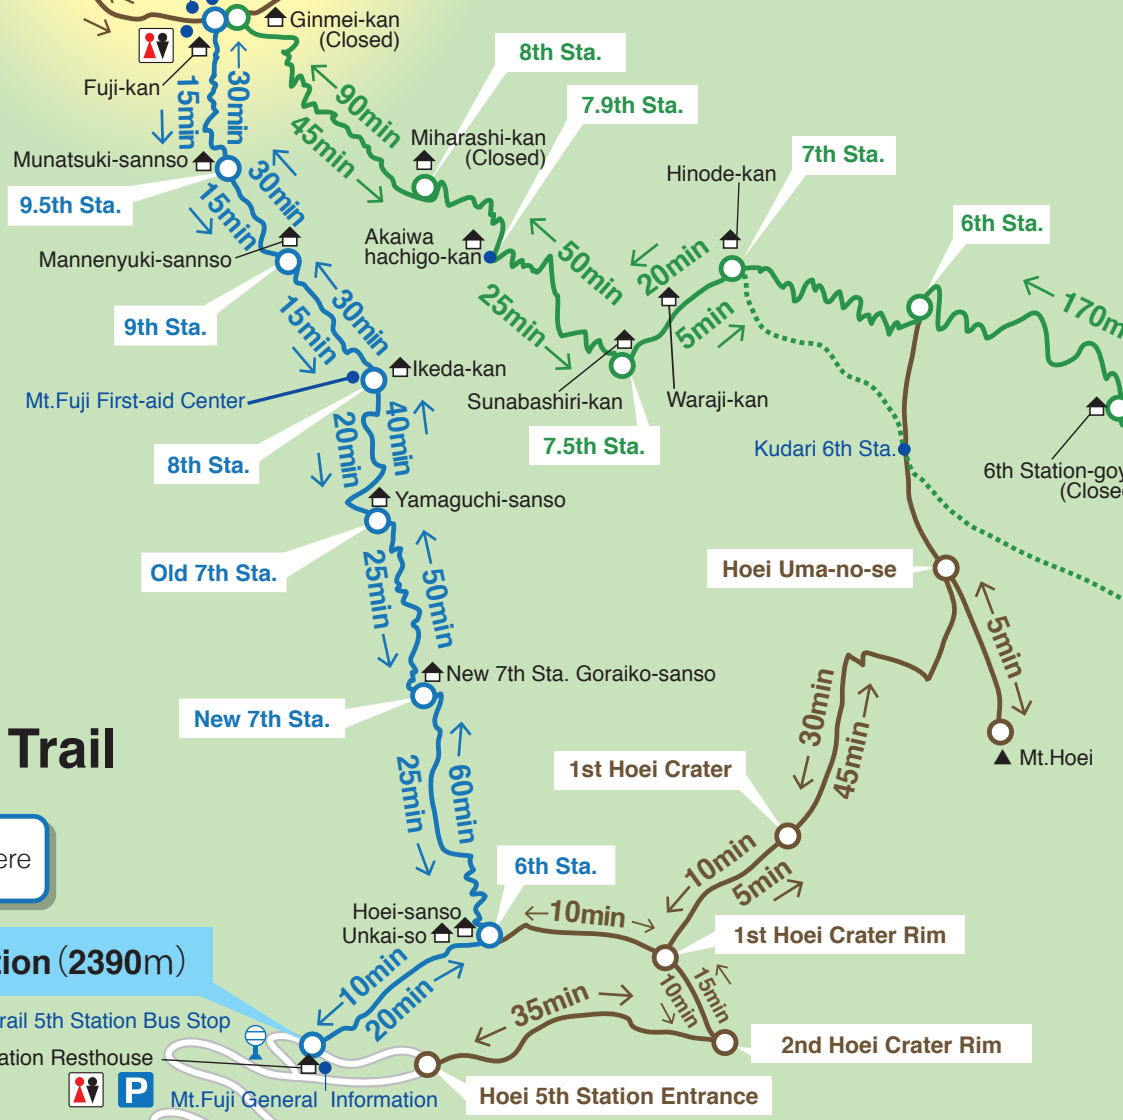 Ginmei-kan
(Closed)
Fuji-kan
15min
30min
8th Sta.
7.9th Sta.
90min
45min
Miharashi-kan
(Closed)
7th Sta.
Hinode-kan
Munatsuki-sannso
9.5th Sta.
30min
15min
6th Sta.
Akaiwa
hachigo-kan
50min
20min
Mannenyuki-sannso
25min
5min
170m
9th Sta.
30min
15min
Ikeda-kan
Mt.Fuji First-aid Center
Sunabashiri-kan
Waraji-kan
7.5th Sta.
8th Sta.
20min
40min
Kudari 6th Sta.
6th Station-goy
(Close
Yamaguchi-sanso
Old 7th Sta.
25min
50min
Hoei Uma-no-se
5min
New 7th Sta. Goraiko-sanso
New 7th Sta.
30min
45min
Trail
Mt.Hoei
25min
60min
1st Hoei Crater
ere
6th Sta.
10min
5min
Hoei-sanso
Unkai-so
10min
1st Hoei Crater Rim
tion (2390m)
10min
20min
35min
10min
15min
rail 5th Station Bus Stop
2nd Hoei Crater Rim
ation Resthouse
P
Mt.Fuji General Information
Hoei 5th Station Entrance